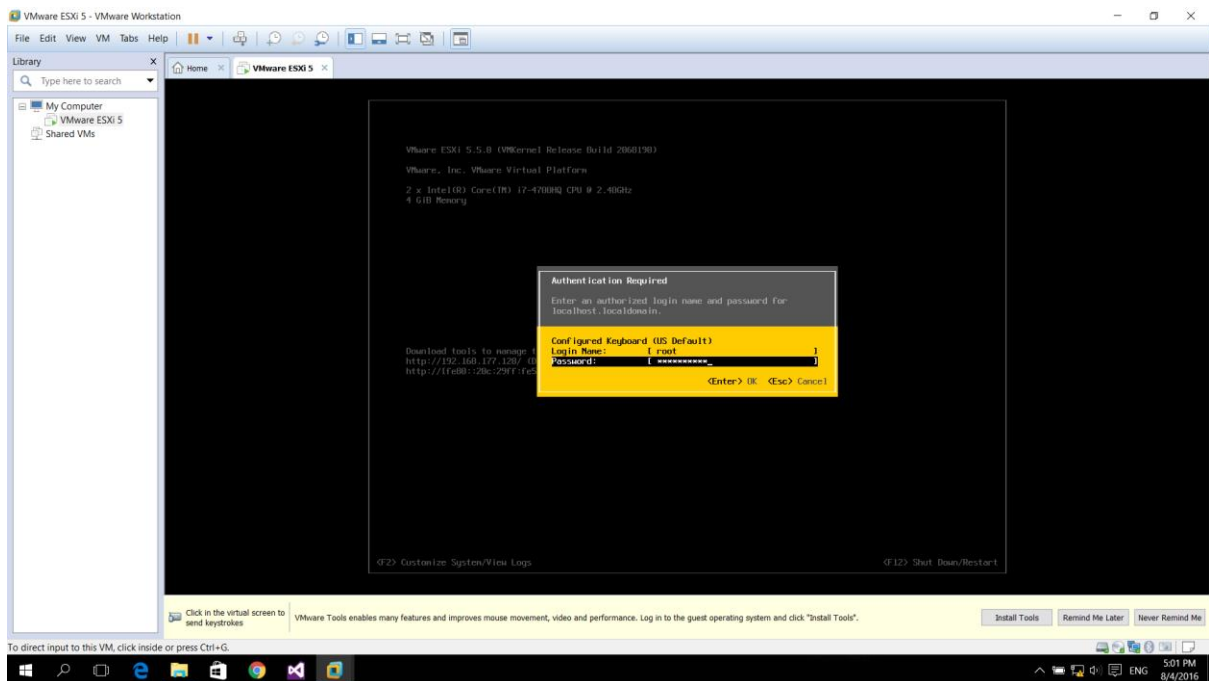 VMware ESXi 5 - VMware Workstation
File Edit View VM Tabs Help
Library X
Home VMware ESXi 5
Type here to search
My Computer
VMware ESXi 5
Shared VMs
VMware ESXi 5.5.0 (VMKernel Release Build 2068190)
VMware, Inc. VMware Virtual Platform
2 x Intel(R) Core(TM) i7-4700HQ CPU @ 2.40GHz
4 GiB Memory
Authentication Required
Enter an authorized login name and password for
localhost.localdomain.
Configured Keyboard (US Default)
Login Name: [ root ]
Password: [ **********_ ]
<Enter> OK <Esc> Cancel
Download tools to manage t
http://192.168.177.128/ (D
http://[fe80::20c:29ff:fe5
<F2> Customize System/View Logs
<F12> Shut Down/Restart
Click in the virtual screen to
send keystrokes
VMware Tools enables many features and improves mouse movement, video and performance. Log in to the guest operating system and click "Install Tools".
Install Tools
Remind Me Later
Never Remind Me
To direct input to this VM, click inside or press Ctrl+G.
ENG
5:01 PM
8/4/2016